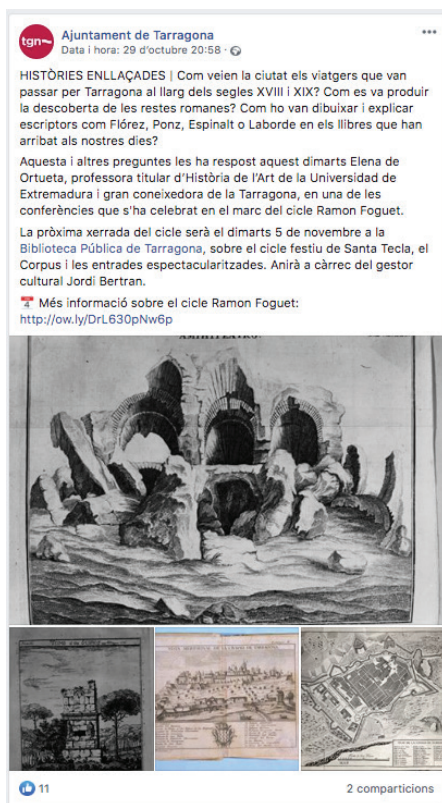 tgn
Ajuntament de Tarragona
Data i hora: 29 d'octubre 20:58 ·
HISTÒRIES ENLLAÇADES | Com veien la ciutat els viatgers que van
passar per Tarragona al llarg dels segles XVIII i XIX? Com es va produir
la descoberta de les restes romanes? Com ho van dibuixar i explicar
escriptors com Flórez, Ponz, Espinalt o Laborde en els llibres que han
arribat als nostres dies?
Aquesta i altres preguntes les ha respost aquest dimarts Elena de
Ortueta, professora titular d'Història de l'Art de la Universidad de
Extremadura i gran coneixedora de la Tarragona, en una de les
conferències que s'ha celebrat en el marc del cicle Ramon Foguet.
La pròxima xerrada del cicle serà el dimarts 5 de novembre a la
Biblioteca Pública de Tarragona, sobre el cicle festiu de Santa Tecla, el
Corpus i les entrades espectacularitzades. Anirà a càrrec del gestor
cultural Jordi Bertran.
Més informació sobre el cicle Ramon Foguet:
http://ow.ly/DrL630pNw6p
AMPHITEATRO.
11
2 comparticions